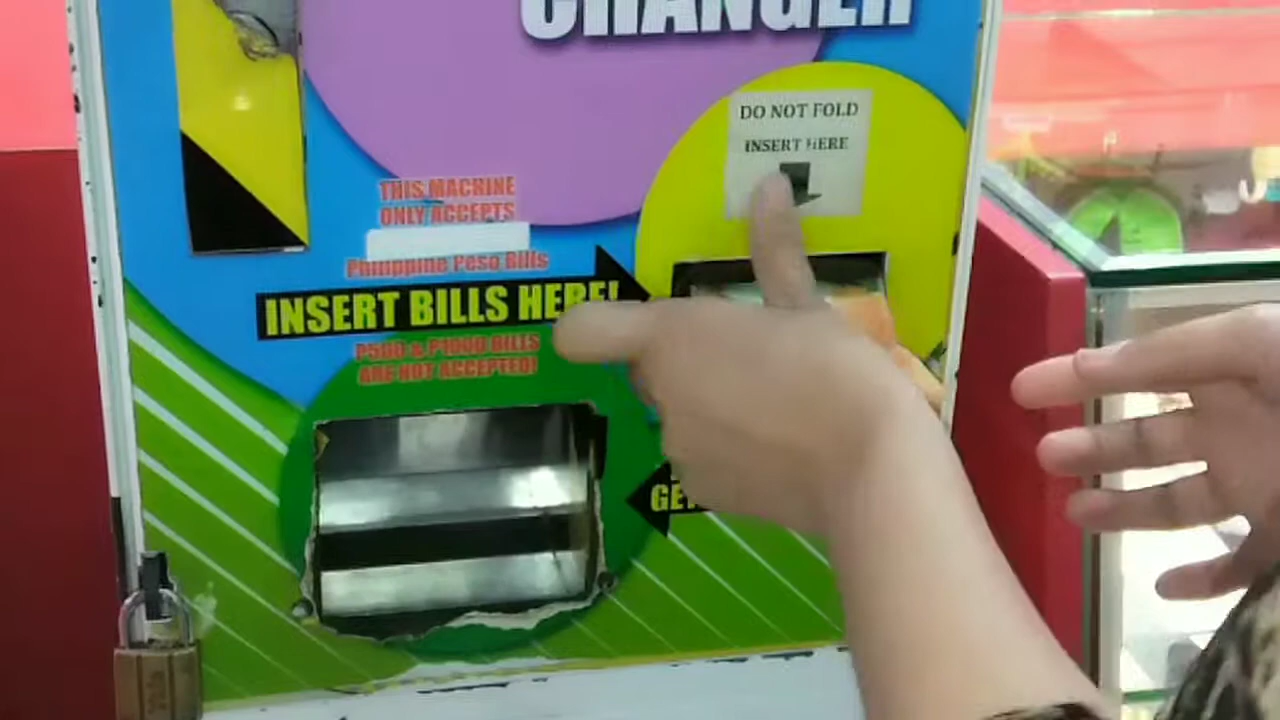 CHANGER
DO NOT FOLD
INSERT HERE
THIS MACHINE
ONLY ACCEPTS
Philippine Peso Bills
INSERT BILLS HERE!
P500 & P1000 BILLS
ARE NOT ACCEPTED!